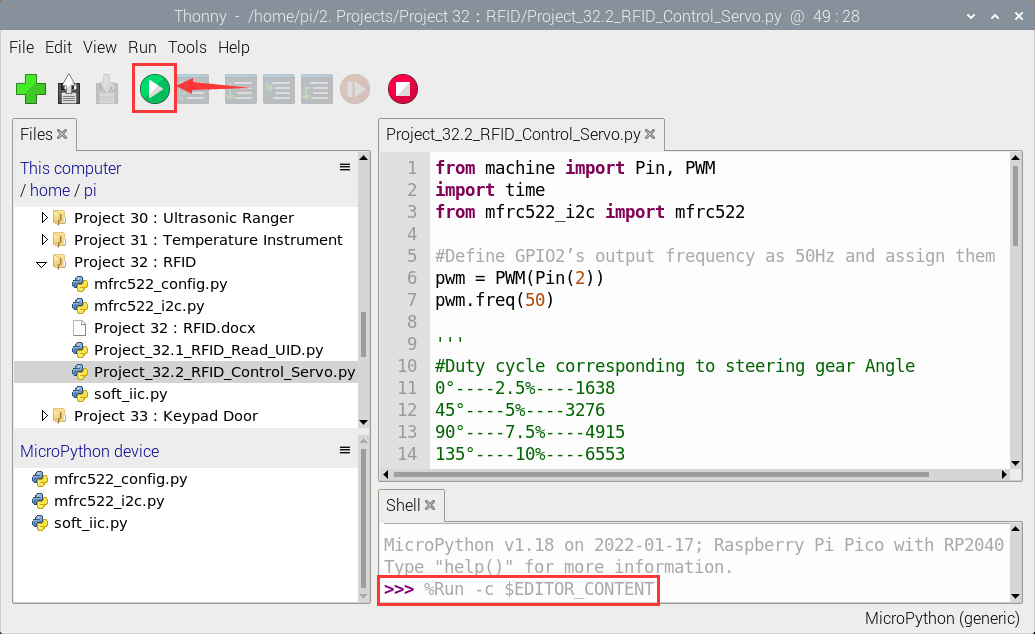 Thonny - /home/pi/2. Projects/Project 32 : RFID/Project_32.2_RFID_Control_Servo.py @ 49 : 28
File Edit View Run Tools Help
Files
This computer
/ home / pi
Project 30 : Ultrasonic Ranger
Project 31 : Temperature Instrument
Project 32 : RFID
mfrc522_config.py
mfrc522_i2c.py
Project 32 : RFID.docx
Project_32.1_RFID_Read_UID.py
Project_32.2_RFID_Control_Servo.py
soft_iic.py
Project 33 : Keypad Door
MicroPython device
mfrc522_config.py
mfrc522_i2c.py
soft_iic.py
Project_32.2_RFID_Control_Servo.py
1 from machine import Pin, PWM
2 import time
3 from mfrc522_i2c import mfrc522
4
5 #Define GPIO2’s output frequency as 50Hz and assign them
6 pwm = PWM(Pin(2))
7 pwm.freq(50)
8
9 '''
10 #Duty cycle corresponding to steering gear Angle
11 0°----2.5%----1638
12 45°----5%----3276
13 90°----7.5%----4915
14 135°----10%----6553
Shell
MicroPython v1.18 on 2022-01-17; Raspberry Pi Pico with RP2040
Type "help()" for more information.
>>> %Run -c $EDITOR_CONTENT
MicroPython (generic)